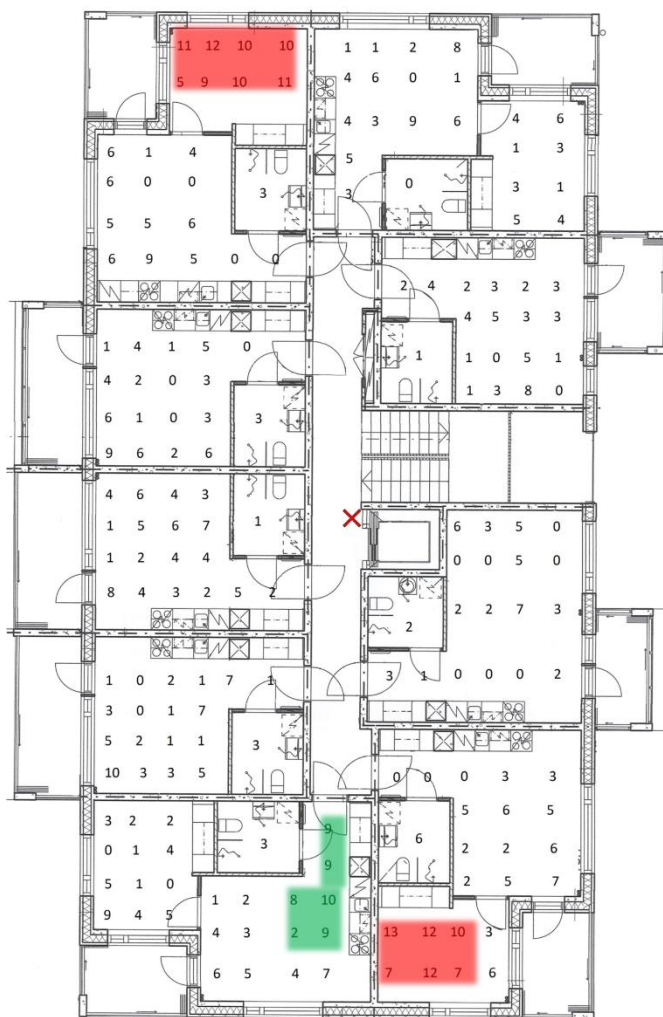 11 12 10 10
5 9 10 11
1 1 2 8
4 6 0 1
4 3 9 6
5
3
0
4 6
1 3
3 1
5 4
6 1 4
6 0 0
5 5 6
6 9 5 0 0
3
2 4 2 3 2 3
4 5 3 3
1 0 5 1
1 3 8 0
1
1 4 1 5 0
4 2 0 3
6 1 0 3
9 6 2 6
3
4 6 4 3
1 5 6 7
1 2 4 4
8 4 3 2 5 2
1
6 3 5 0
0 0 5 0
2 2 7 3
3 1 0 0 0 2
2
1 0 2 1 7 1
3 0 1 7
5 2 1 1
10 3 3 5
3
0 0 0 3 3
5 6 5
2 2 6
2 5 7
6
3 2 2
0 1 4
5 1 0
9 4 5
3
9
9
1 2 8 10
4 3 2 9
6 5 4 7
13 12 10 3
7 12 7 6